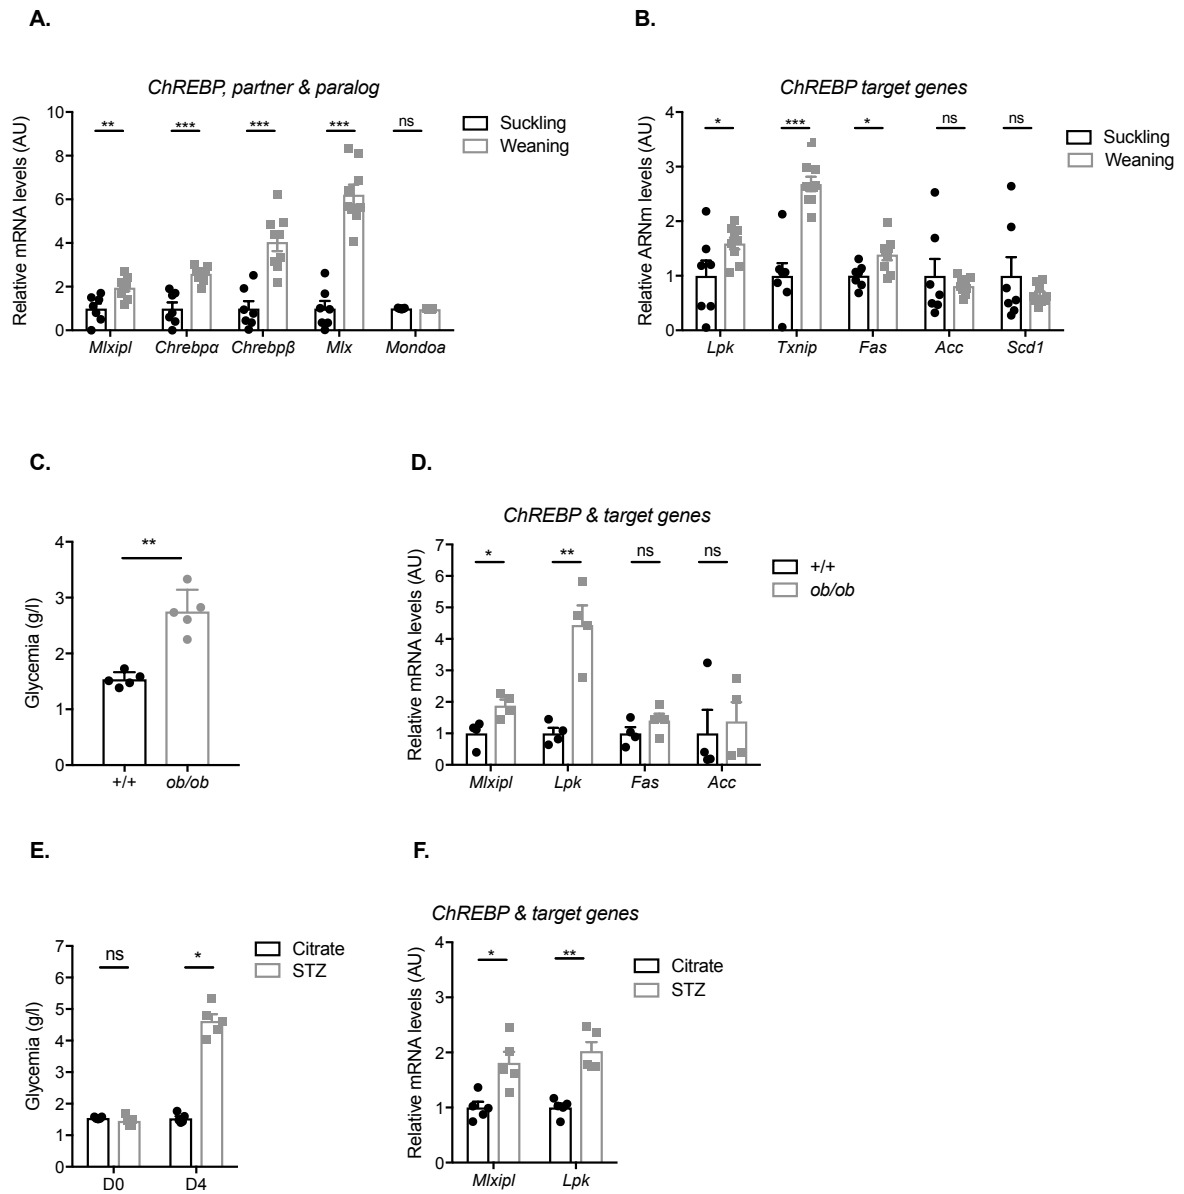 A.
ChREBP, partner & paralog
Relative mRNA levels (AU)
10
8
6
4
2
0
** *** *** *** ns
Suckling
Weaning
Mlxipl Chrebpα Chrebpβ Mlx Mondoa
B.
ChREBP target genes
Relative ARNm levels (AU)
4
3
2
1
0
* *** * ns ns
Suckling
Weaning
Lpk Txnip Fas Acc Scd1
C.
Glycemia (g/l)
4
3
2
1
0
**
+/+ ob/ob
D.
ChREBP & target genes
Relative mRNA levels (AU)
7
6
5
4
3
2
1
0
* ** ns ns
+/+
ob/ob
Mlxipl Lpk Fas Acc
E.
Glycemia (g/l)
7
6
5
4
3
2
1
0
ns *
Citrate
STZ
D0 D4
F.
ChREBP & target genes
Relative mRNA levels (AU)
4
3
2
1
0
* **
Citrate
STZ
Mlxipl Lpk